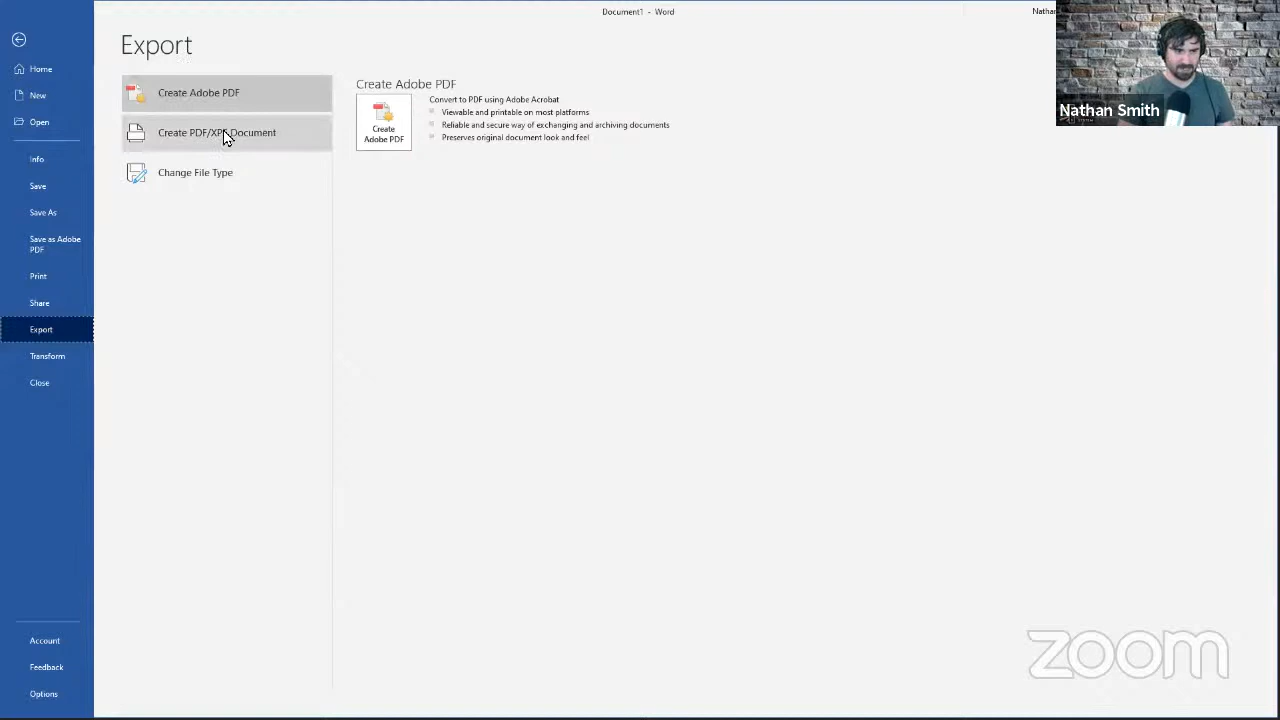 Document1 - Word
Nathan
Export
Home
New
Open
Info
Save
Save As
Save as Adobe
PDF
Print
Share
Export
Transform
Close
Account
Feedback
Options
Create Adobe PDF
Create PDF/XPS Document
Change File Type
Create Adobe PDF
Create
Adobe PDF
Convert to PDF using Adobe Acrobat
Viewable and printable on most platforms
Reliable and secure way of exchanging and archiving documents
Preserves original document look and feel
Nathan Smith
zoom